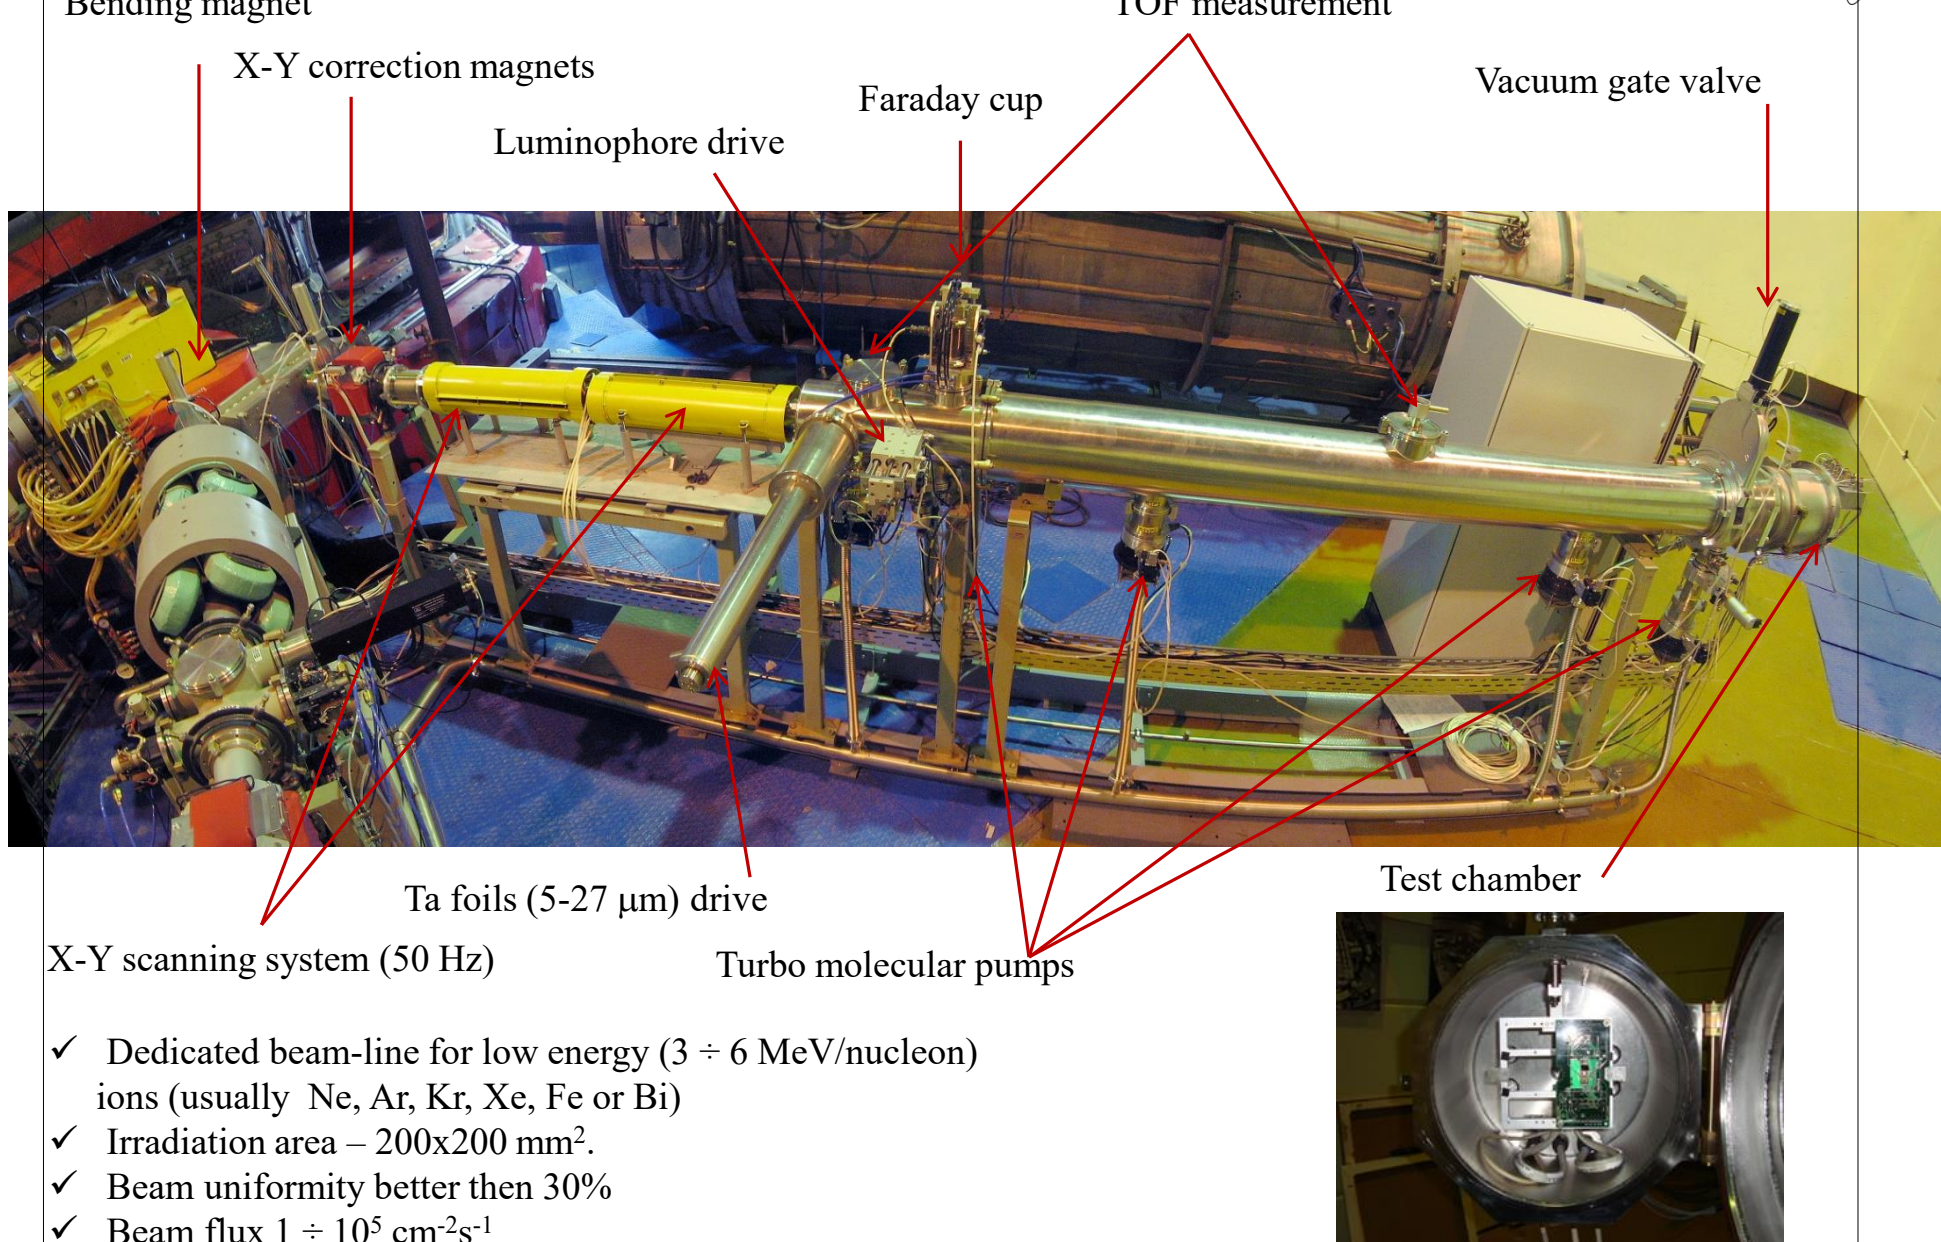 Bending magnet
TOF measurement
X-Y correction magnets
Vacuum gate valve
Faraday cup
Luminophore drive
Test chamber
Ta foils (5-27 μm) drive
X-Y scanning system (50 Hz)
Turbo molecular pumps
✓ Dedicated beam-line for low energy (3 ÷ 6 MeV/nucleon)
ions (usually Ne, Ar, Kr, Xe, Fe or Bi)
✓ Irradiation area – 200x200 mm².
✓ Beam uniformity better then 30%
✓ Beam flux 1 ÷ 10⁵ cm⁻²s⁻¹